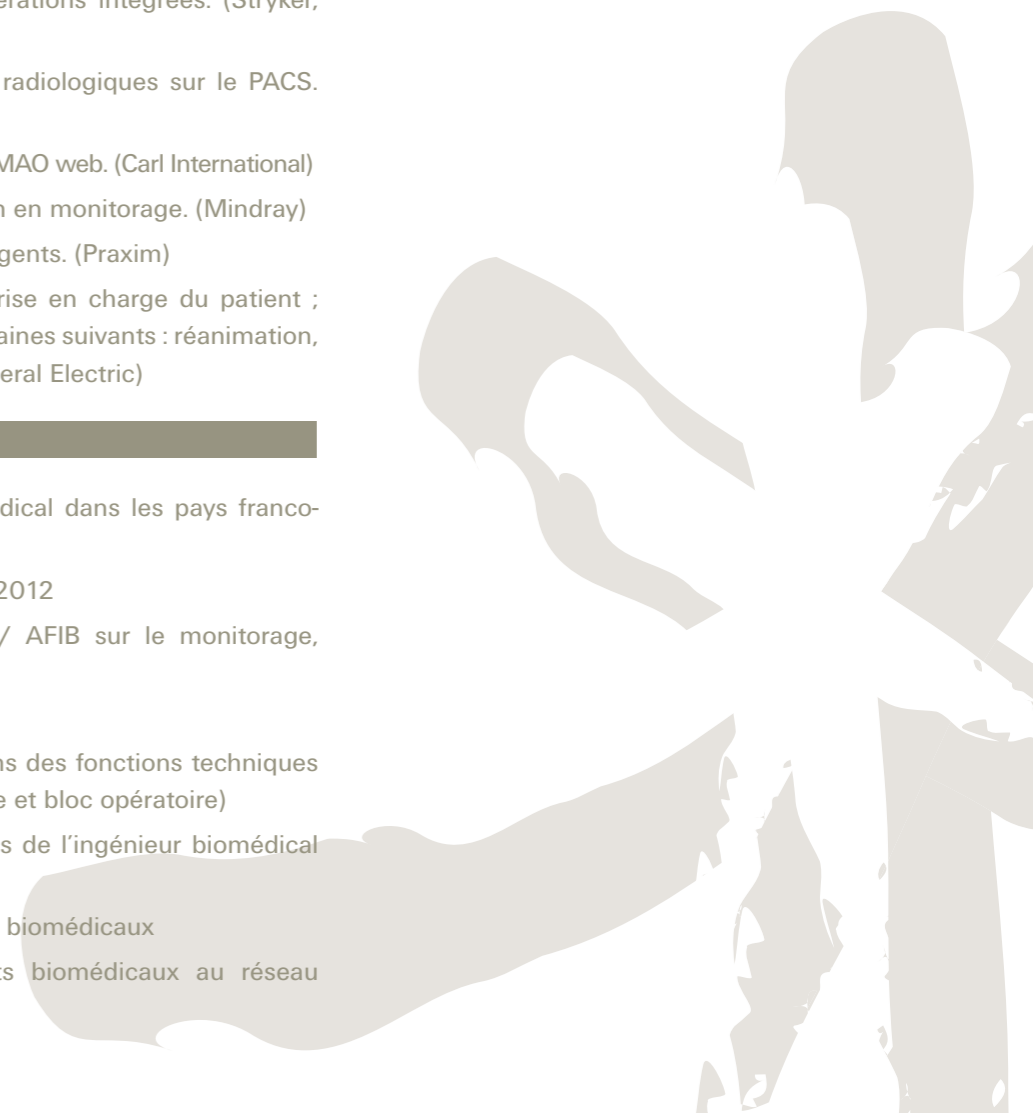 érations intégrées. (Stryker,
radiologiques sur le PACS.
MAO web. (Carl International)
n en monitorage. (Mindray)
gents. (Praxim)
rise en charge du patient ;
aines suivants : réanimation,
eral Electric)
dical dans les pays franco-
2012
/ AFIB sur le monitorage,
ns des fonctions techniques
e et bloc opératoire)
s de l’ingénieur biomédical
biomédicaux
ts biomédicaux au réseau